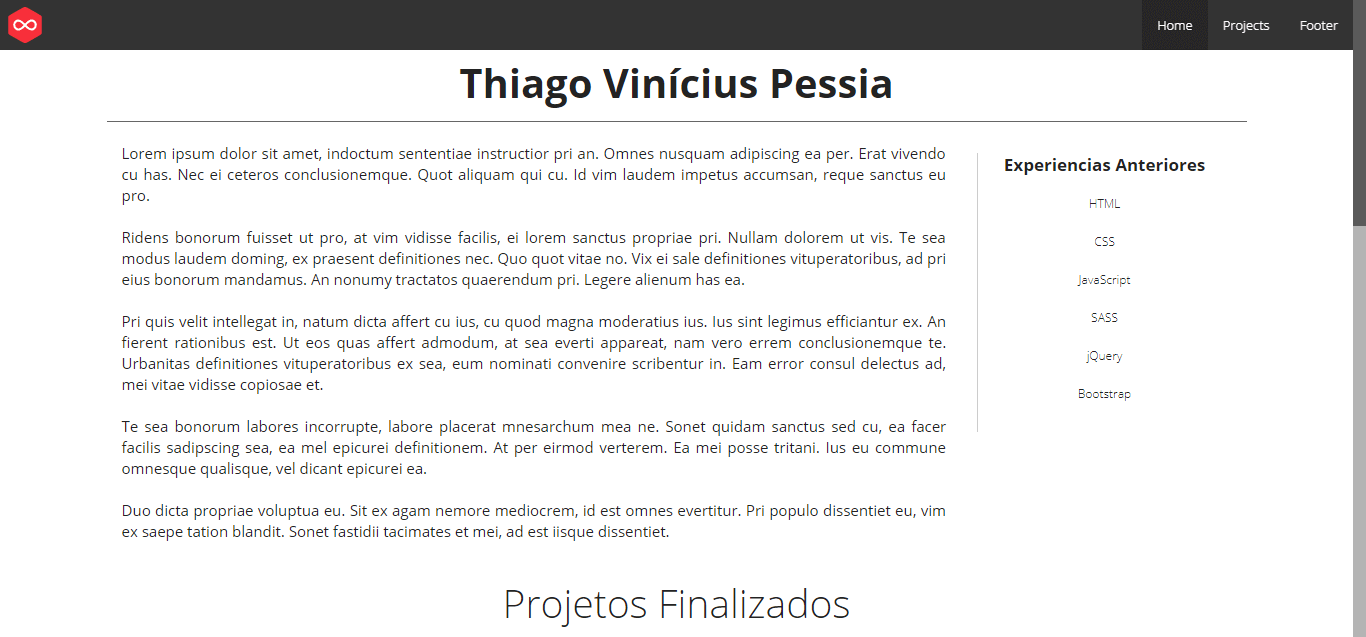 Home Projects Footer
Thiago Vinícius Pessia
Lorem ipsum dolor sit amet, indoctum sententiae instructior pri an. Omnes nusquam adipiscing ea per. Erat vivendo
cu has. Nec ei ceteros conclusionemque. Quot aliquam qui cu. Id vim laudem impetus accumsan, reque sanctus eu
pro.
Ridens bonorum fuisset ut pro, at vim vidisse facilis, ei lorem sanctus propriae pri. Nullam dolorem ut vis. Te sea
modus laudem doming, ex praesent definitiones nec. Quo quot vitae no. Vix ei sale definitiones vituperatoribus, ad pri
eius bonorum mandamus. An nonumy tractatos quaerendum pri. Legere alienum has ea.
Pri quis velit intellegat in, natum dicta affert cu ius, cu quod magna moderatius ius. Ius sint legimus efficiantur ex. An
fierent rationibus est. Ut eos quas affert admodum, at sea everti appareat, nam vero errem conclusionemque te.
Urbanitas definitiones vituperatoribus ex sea, eum nominati convenire scribentur in. Eam error consul delectus ad,
mei vitae vidisse copiosae et.
Te sea bonorum labores incorrupte, labore placerat mnesarchum mea ne. Sonet quidam sanctus sed cu, ea facer
facilis sadipscing sea, ea mel epicurei definitionem. At per eirmod verterem. Ea mei posse tritani. Ius eu commune
omnesque qualisque, vel dicant epicurei ea.
Duo dicta propriae voluptua eu. Sit ex agam nemore mediocrem, id est omnes evertitur. Pri populo dissentiet eu, vim
ex saepe tation blandit. Sonet fastidii tacimates et mei, ad est iisque dissentiet.
Experiencias Anteriores
HTML
CSS
JavaScript
SASS
jQuery
Bootstrap
Projetos Finalizados